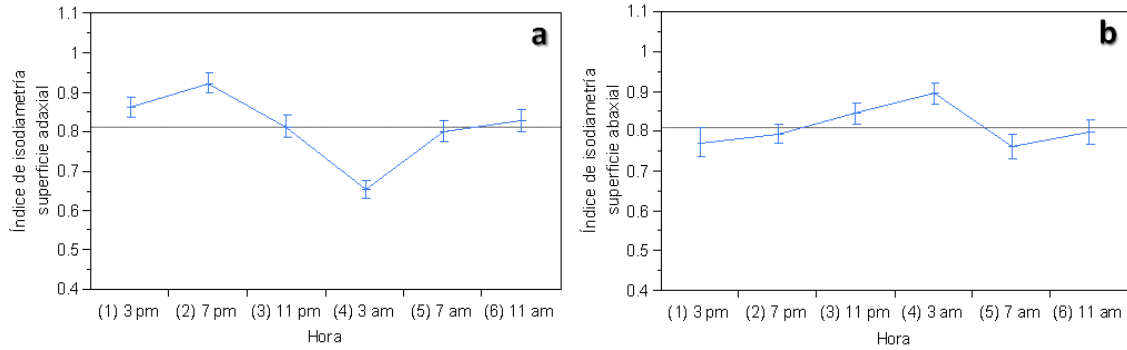 a
Índice de isodiametría
superficie adaxial
1.1
1
0.9
0.8
0.7
0.6
0.5
0.4
(1) 3 pm (2) 7 pm (3) 11 pm (4) 3 am (5) 7 am (6) 11 am
Hora
b
Índice de isodiametría
superficie abaxial
1.1
1
0.9
0.8
0.7
0.6
0.5
0.4
(1) 3 pm (2) 7 pm (3) 11 pm (4) 3 am (5) 7 am (6) 11 am
Hora